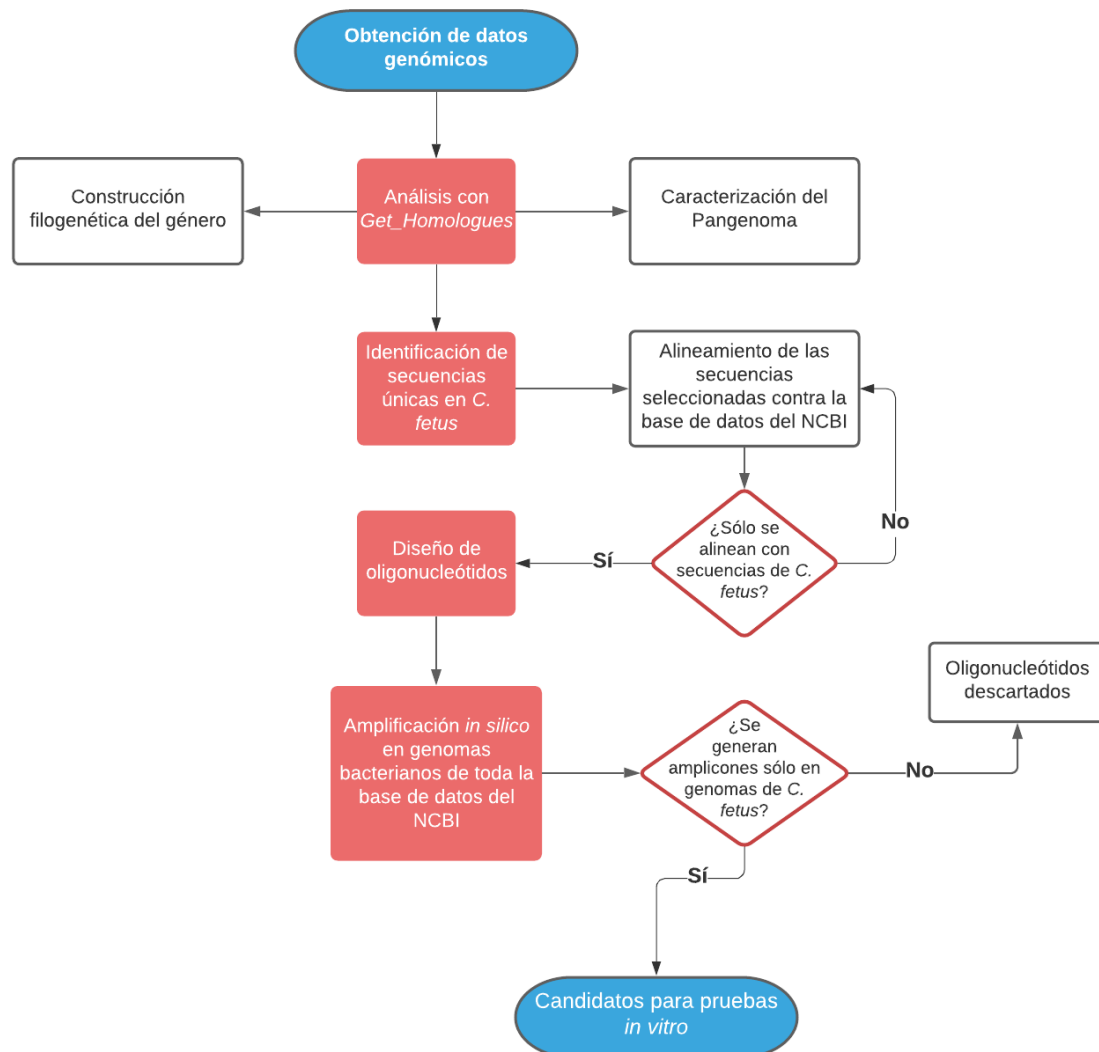 Obtención de datos
genómicos
Construcción
filogenética del género
Análisis con
Get_Homologues
Caracterización del
Pangenoma
Identificación de
secuencias
únicas en C.
fetus
Alineamiento de las
secuencias
seleccionadas contra la
base de datos del NCBI
¿Sólo se
alinean con
secuencias de C.
fetus?
No
Sí
Diseño de
oligonucleótidos
Amplificación in silico
en genomas
bacterianos de toda la
base de datos del
NCBI
¿Se
generan
amplicones sólo en
genomas de C.
fetus?
No
Oligonucleótidos
descartados
Sí
Candidatos para pruebas
in vitro